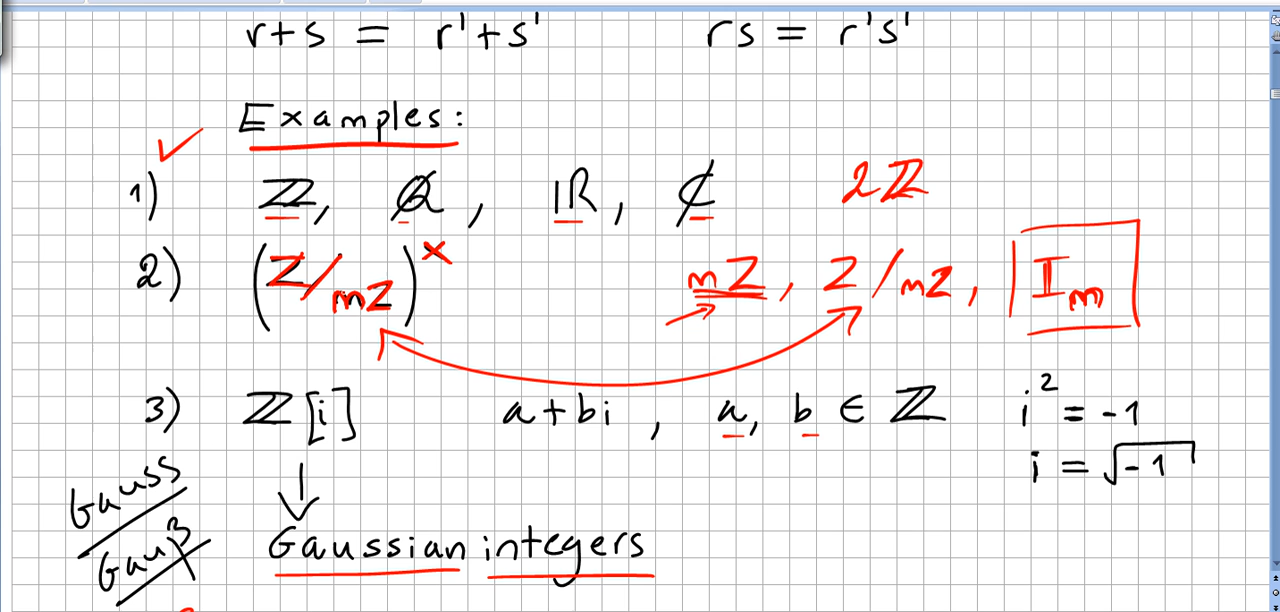 r+s = r'+s' rs = r's'
Examples:
1) ℤ, ℚ, ℝ, ℂ 2ℤ
2) (Z/mZ)^× mZ, Z/mZ, I_m
3) ℤ[i] a+bi, a, b ∈ ℤ i² = -1
i = √-1
Gauss
Gauß
Gaussian integers